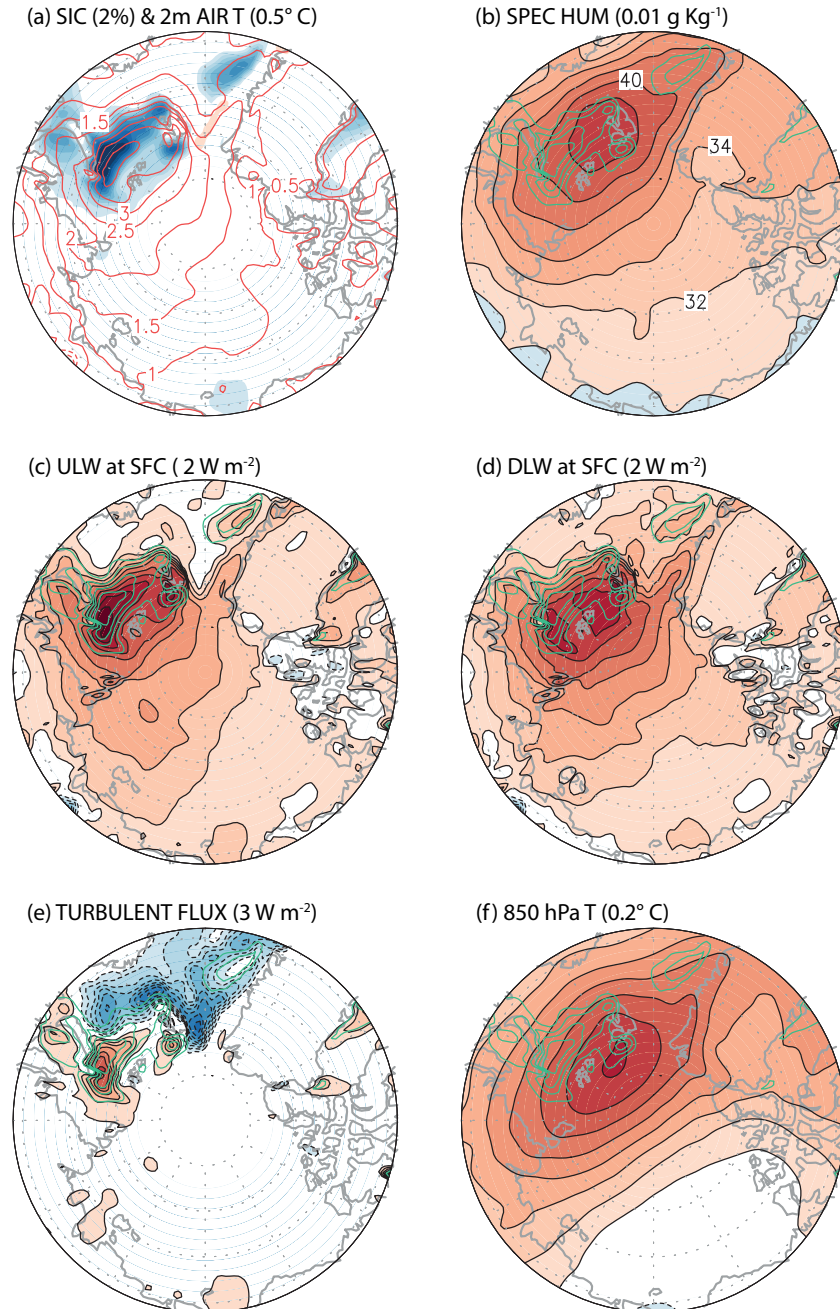 (a) SIC (2%) & 2m AIR T (0.5° C)
(b) SPEC HUM (0.01 g Kg⁻¹)
1.5
0.5
1
3
2
2.5
1.5
1
40
34
32
(c) ULW at SFC ( 2 W m⁻²)
(d) DLW at SFC (2 W m⁻²)
(e) TURBULENT FLUX (3 W m⁻²)
(f) 850 hPa T (0.2° C)